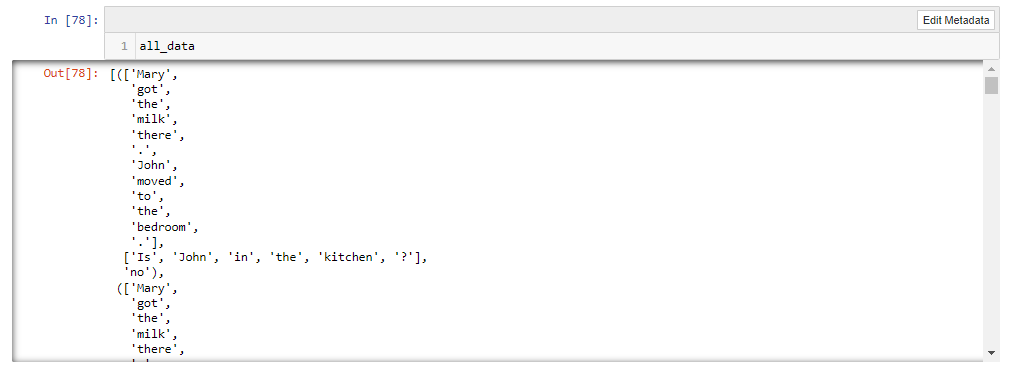 In [78]:
Edit Metadata
1 all_data
Out[78]: [(['Mary',
'got',
'the',
'milk',
'there',
'.',
'John',
'moved',
'to',
'the',
'bedroom',
'.'],
['Is', 'John', 'in', 'the', 'kitchen', '?'],
'no'),
(['Mary',
'got',
'the',
'milk',
'there',